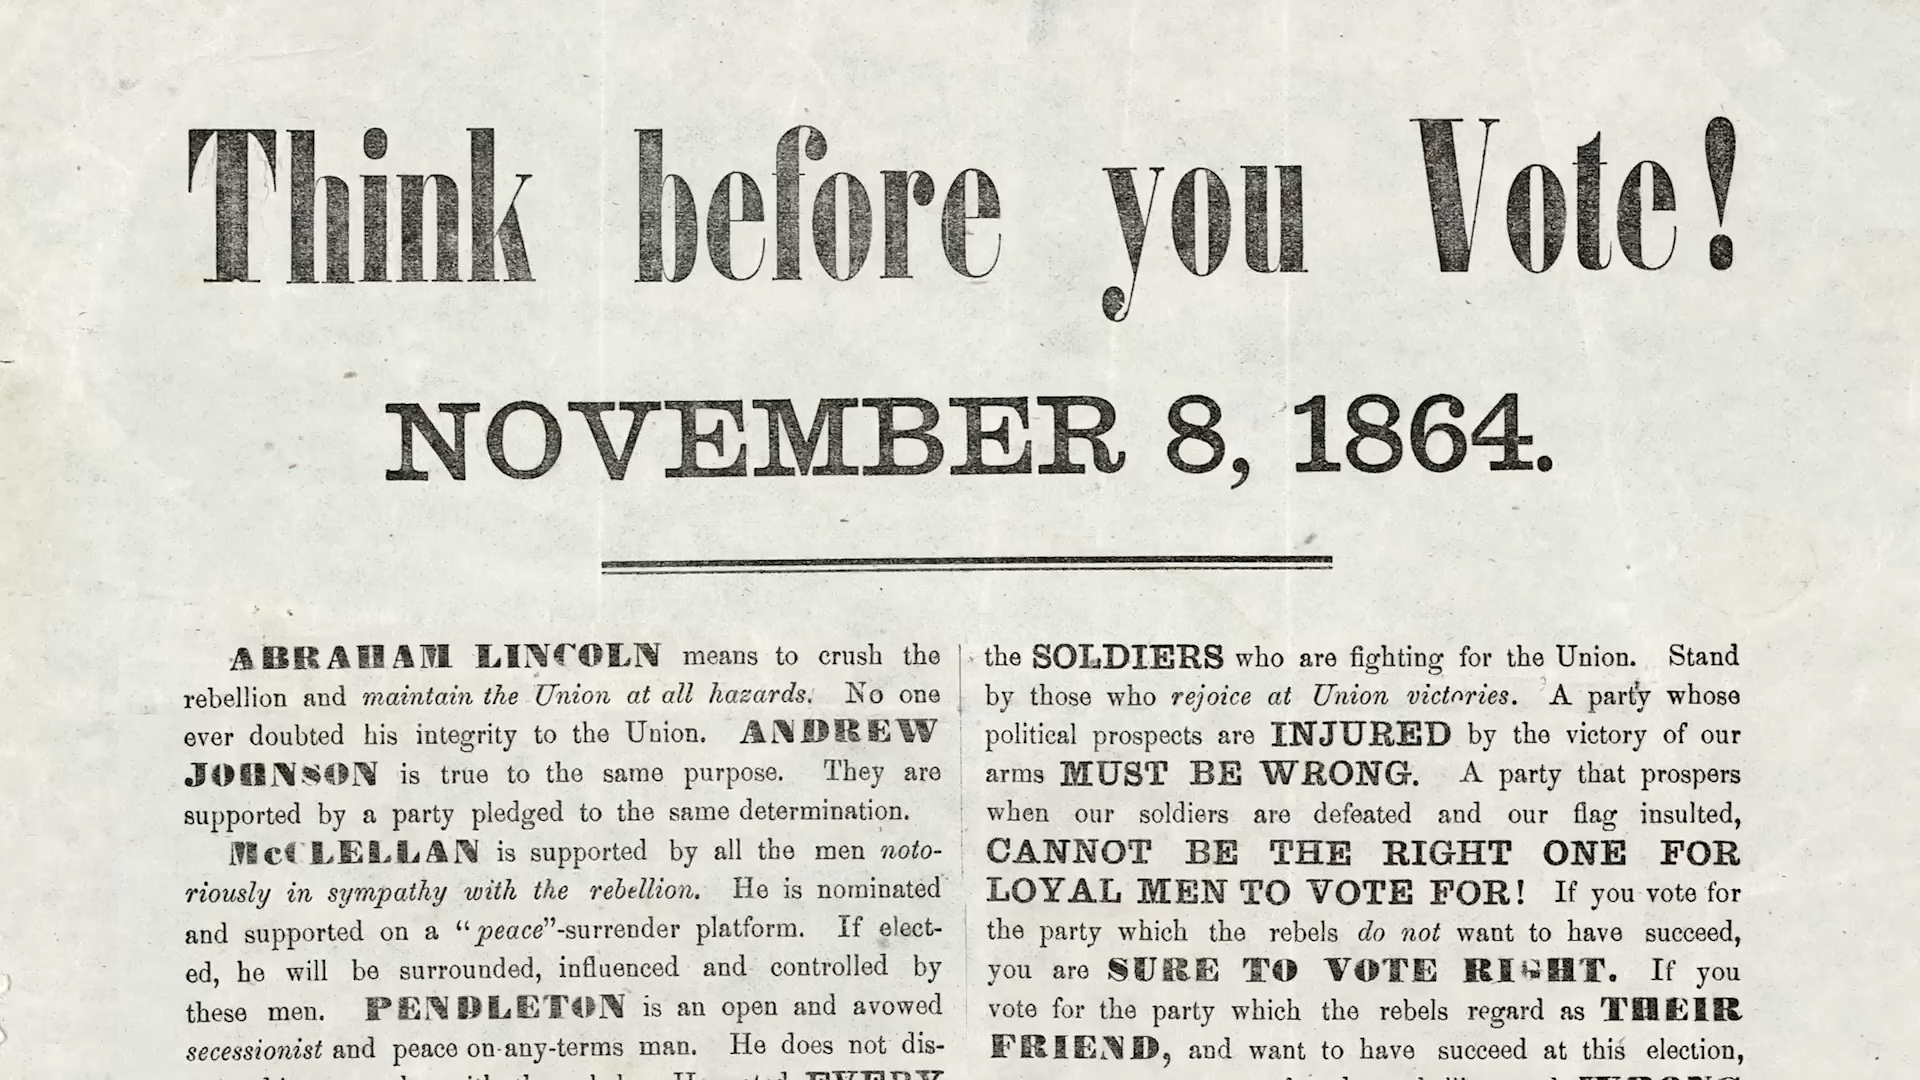 Think before you Vote!
NOVEMBER 8, 1864.
ABRAHAM LINCOLN means to crush the
rebellion and maintain the Union at all hazards. No one
ever doubted his integrity to the Union. ANDREW
JOHNSON is true to the same purpose. They are
supported by a party pledged to the same determination.
McCLELLAN is supported by all the men noto-
riously in sympathy with the rebellion. He is nominated
and supported on a “peace”-surrender platform. If elect-
ed, he will be surrounded, influenced and controlled by
these men. PENDLETON is an open and avowed
secessionist and peace on-any-terms man. He does not dis-
EVERY
the SOLDIERS who are fighting for the Union. Stand
by those who rejoice at Union victories. A party whose
political prospects are INJURED by the victory of our
arms MUST BE WRONG. A party that prospers
when our soldiers are defeated and our flag insulted,
CANNOT BE THE RIGHT ONE FOR
LOYAL MEN TO VOTE FOR! If you vote for
the party which the rebels do not want to have succeed,
you are SURE TO VOTE RIGHT. If you
vote for the party which the rebels regard as THEIR
FRIEND, and want to have succeed at this election,
WRONG